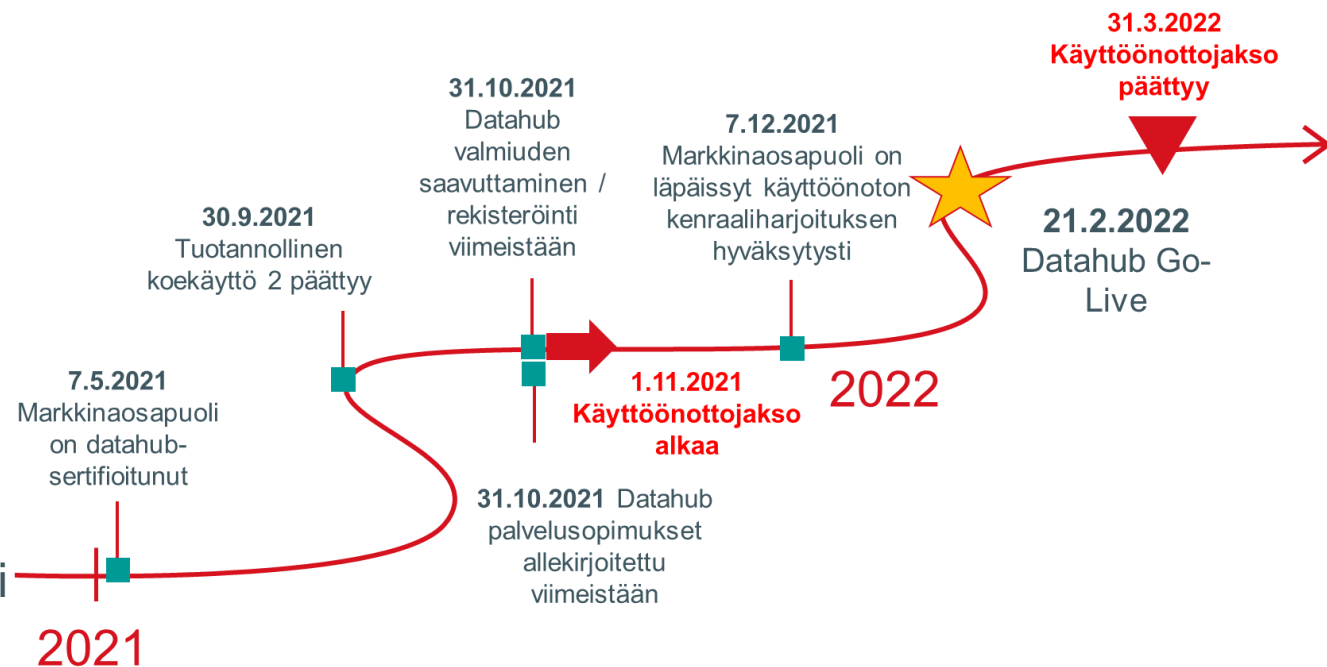 31.3.2022
Käyttöönottojakso
päättyy
31.10.2021
Datahub
valmiuden
saavuttaminen /
rekisteröinti
viimeistään
7.12.2021
Markkinaosapuoli on
läpäissyt käyttöönoton
kenraaliharjoituksen
hyväksytysti
30.9.2021
Tuotannollinen
koekäyttö 2 päättyy
21.2.2022
Datahub Go-
Live
7.5.2021
Markkinaosapuoli
on datahub-
sertifioitunut
1.11.2021
Käyttöönottojakso
alkaa
2022
31.10.2021 Datahub
palvelusopimukset
allekirjoitettu
viimeistään
i
2021